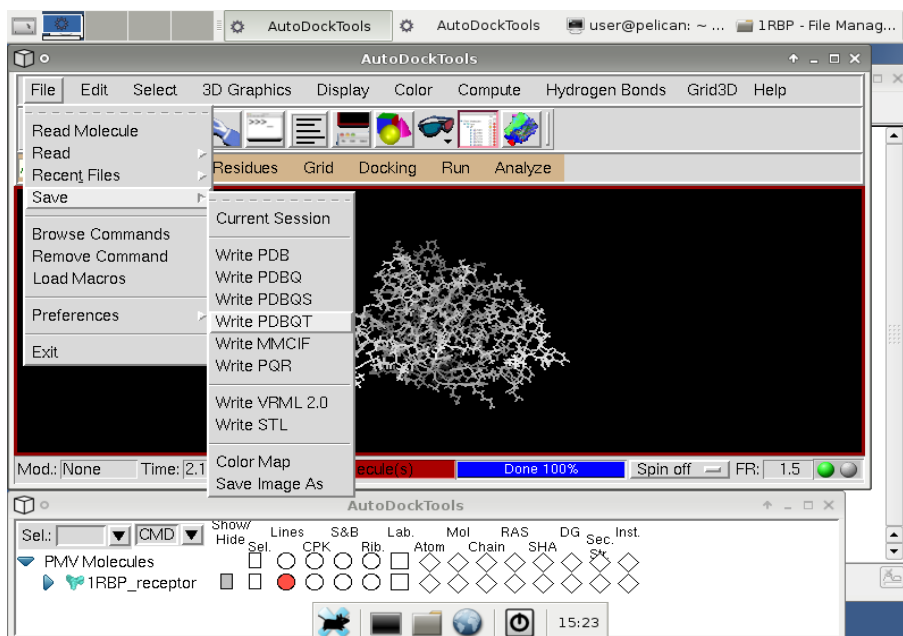 AutoDockTools AutoDockTools user@pelican: ~ ... 1RBP - File Manag...
AutoDockTools
File Edit Select 3D Graphics Display Color Compute Hydrogen Bonds Grid3D Help
Residues Grid Docking Run Analyze
Read Molecule
Read
Recent Files
Save
Browse Commands
Remove Command
Load Macros
Preferences
Exit
Current Session
Write PDB
Write PDBQ
Write PDBQS
Write PDBQT
Write MMCIF
Write PQR
Write VRML 2.0
Write STL
Color Map
Save Image As
Mod.: None Time: 2.1 Done 100% Spin off FR: 1.5
AutoDockTools
Sel.: CMD Show/ Hide Sel. Lines CPK S&B Rib. Lab. Atom Mol Chain RAS SHA DG Sec. Str. Inst.
PMV Molecules
1RBP_receptor
15:23